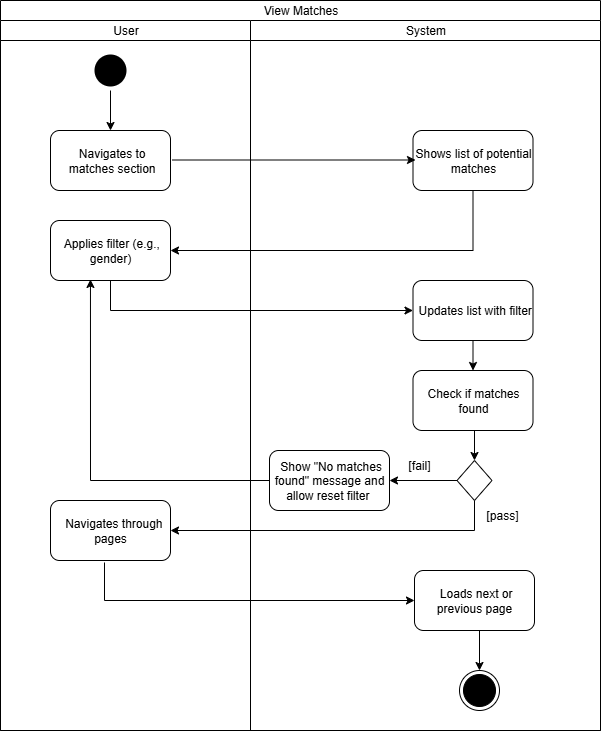 View Matches
User
System
Navigates to
matches section
Shows list of potential
matches
Applies filter (e.g.,
gender)
Updates list with filter
Check if matches
found
[fail]
Show "No matches
found" message and
allow reset filter
[pass]
Navigates through
pages
Loads next or
previous page